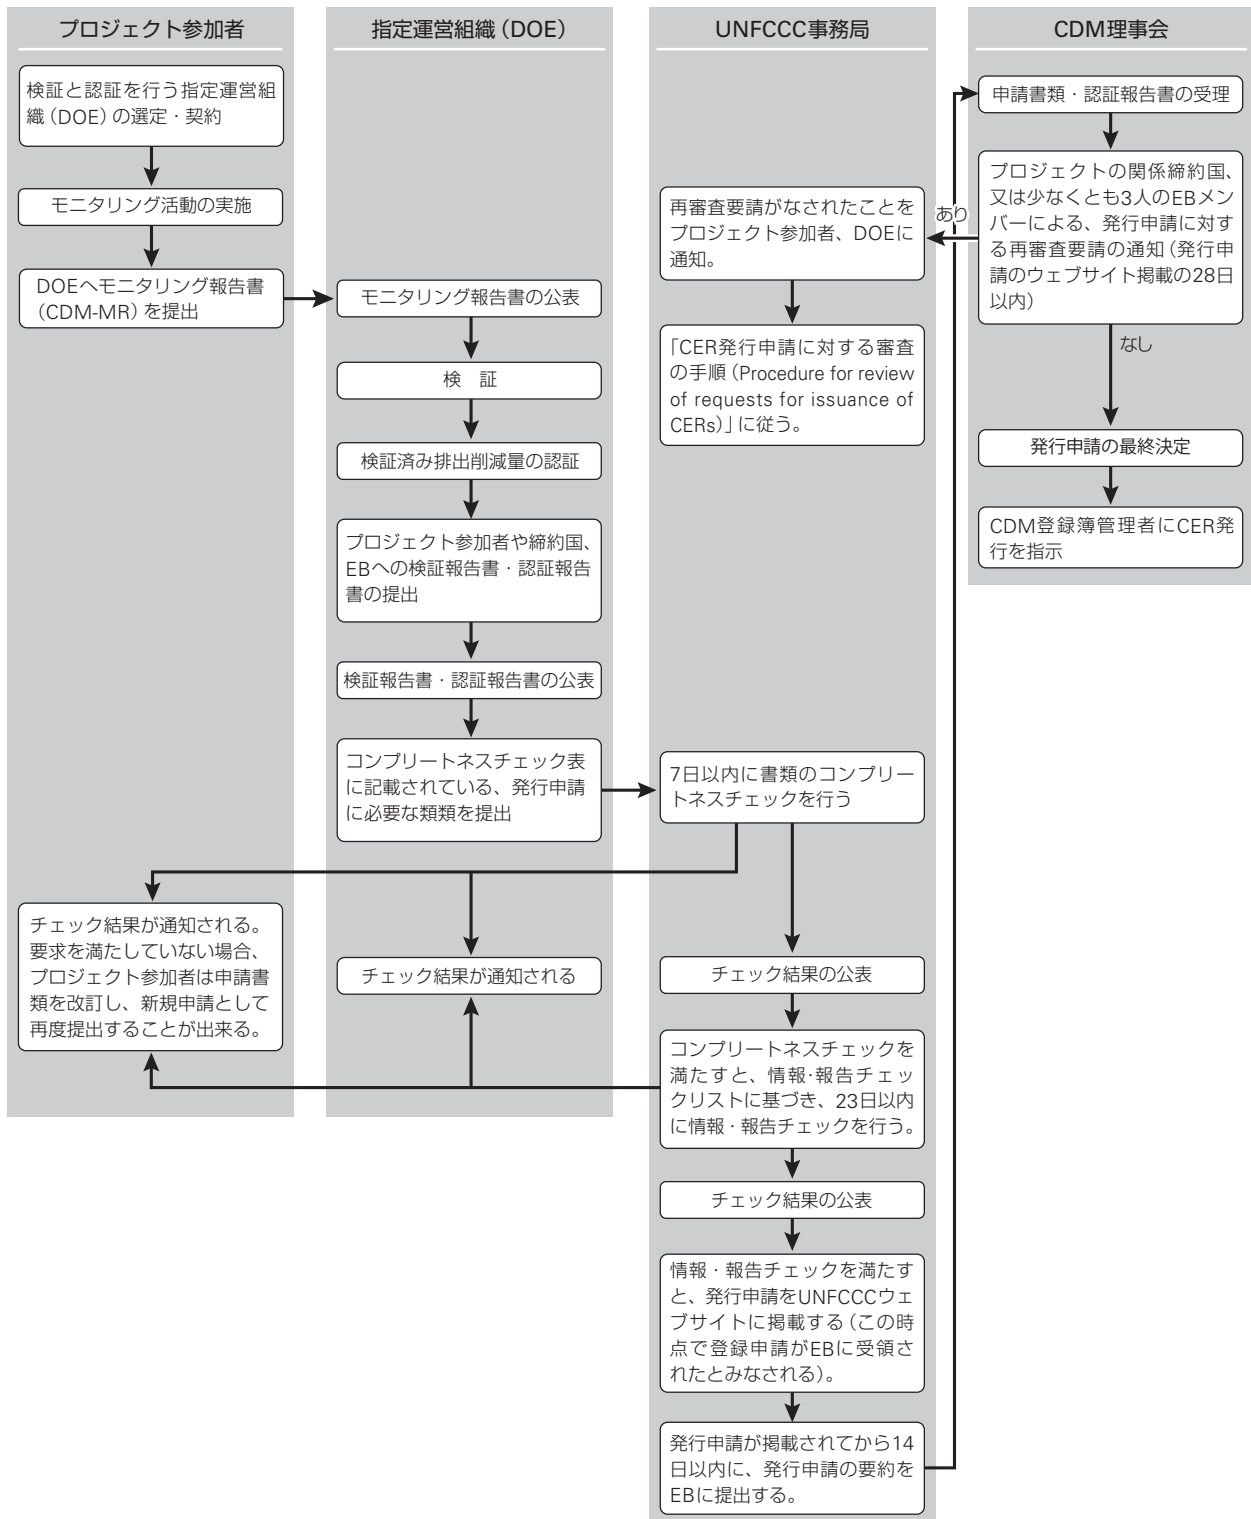 プロジェクト参加者
検証と認証を行う指定運営組
織（DOE）の選定・契約
モニタリング活動の実施
DOEへモニタリング報告書
（CDM-MR）を提出
チェック結果が通知される。
要求を満たしていない場合、
プロジェクト参加者は申請書
類を改訂し、新規申請として
再度提出することが出来る。
指定運営組織（DOE）
モニタリング報告書の公表
検　証
検証済み排出削減量の認証
プロジェクト参加者や締約国、
EBへの検証報告書・認証報告
書の提出
検証報告書・認証報告書の公表
コンプリートネスチェック表
に記載されている、発行申請
に必要な類類を提出
チェック結果が通知される
UNFCCC事務局
再審査要請がなされたことを
プロジェクト参加者、DOEに
通知。
「CER発行申請に対する審査
の手順（Procedure for review
of requests for issuance of
CERs）」に従う。
7日以内に書類のコンプリー
トネスチェックを行う
チェック結果の公表
コンプリートネスチェックを
満たすと、情報・報告チェッ
クリストに基づき、23日以内
に情報・報告チェックを行う。
チェック結果の公表
情報・報告チェックを満たす
と、発行申請をUNFCCCウェ
ブサイトに掲載する（この時
点で登録申請がEBに受領さ
れたとみなされる）。
発行申請が掲載されてから14
日以内に、発行申請の要約を
EBに提出する。
CDM理事会
申請書類・認証報告書の受理
プロジェクトの関係締約国、
又は少なくとも3人のEBメン
バーによる、発行申請に対す
る再審査要請の通知（発行申
請のウェブサイト掲載の28日
以内）
あり
なし
発行申請の最終決定
CDM登録簿管理者にCER発
行を指示